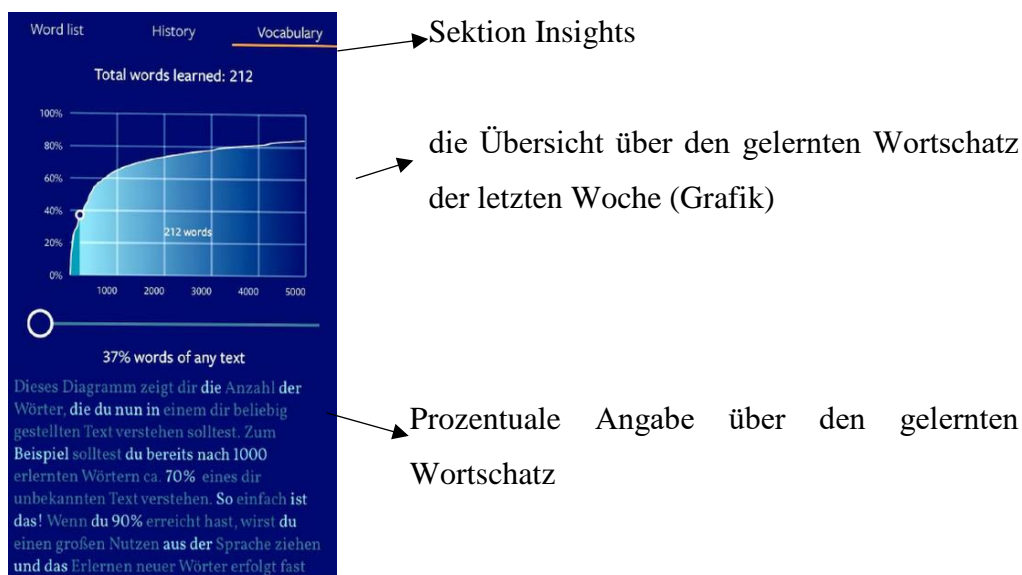 Word list History Vocabulary
Sektion Insights
Total words learned: 212
100%
80%
60%
40%
20%
0%
212 words
1000 2000 3000 4000 5000
die Übersicht über den gelernten Wortschatz
der letzten Woche (Grafik)
37% words of any text
Dieses Diagramm zeigt dir die Anzahl der
Wörter, die du nun in einem dir beliebig
gestellten Text verstehen solltest. Zum
Beispiel solltest du bereits nach 1000
erlernten Wörtern ca. 70% eines dir
unbekannten Text verstehen. So einfach ist
das! Wenn du 90% erreicht hast, wirst du
einen großen Nutzen aus der Sprache ziehen
und das Erlernen neuer Wörter erfolgt fast
Prozentuale Angabe über den gelernten
Wortschatz